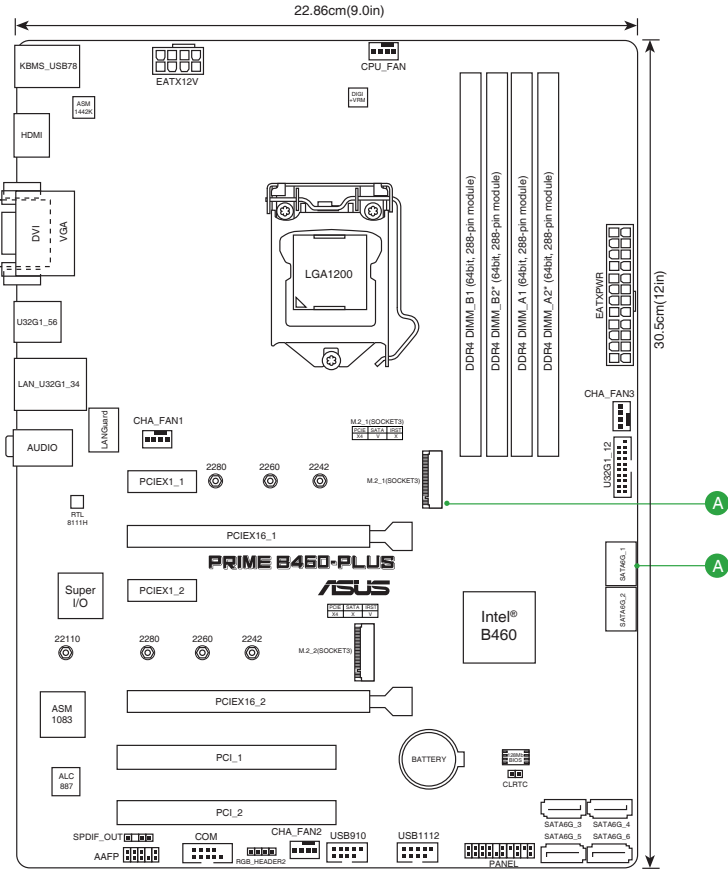 22.86cm(9.0in)
KBMS_USB78
EATX12V
CPU_FAN
ASM
1442K
DIGI
+VRM
HDMI
DVI
VGA
LGA1200
DDR4 DIMM_B1 (64bit, 288-pin module)
DDR4 DIMM_B2* (64bit, 288-pin module)
DDR4 DIMM_A1 (64bit, 288-pin module)
DDR4 DIMM_A2* (64bit, 288-pin module)
EATXPWR
30.5cm(12in)
U32G1_56
LAN_U32G1_34
CHA_FAN3
LANGuard
CHA_FAN1
M.2_1(SOCKET3)
PCIE SATA IRST
X4 V X
AUDIO
U32G1_12
PCIEX1_1
2280
2260
2242
M.2_1(SOCKET3)
A
RTL
8111H
PCIEX16_1
PRIME B460-PLUS
SATA6G_1
A
Super
I/O
PCIEX1_2
ASUS
PCIE SATA IRST
X4 X V
SATA6G_2
Intel®
B460
22110
2280
2260
2242
M.2_2(SOCKET3)
PCIEX16_2
ASM
1083
PCI_1
BATTERY
128Mb
BIOS
CLRTC
ALC
887
PCI_2
SATA6G_3
SATA6G_4
SPDIF_OUT
COM
CHA_FAN2
USB910
USB1112
SATA6G_5
SATA6G_6
AAFP
RGB_HEADER2
PANEL